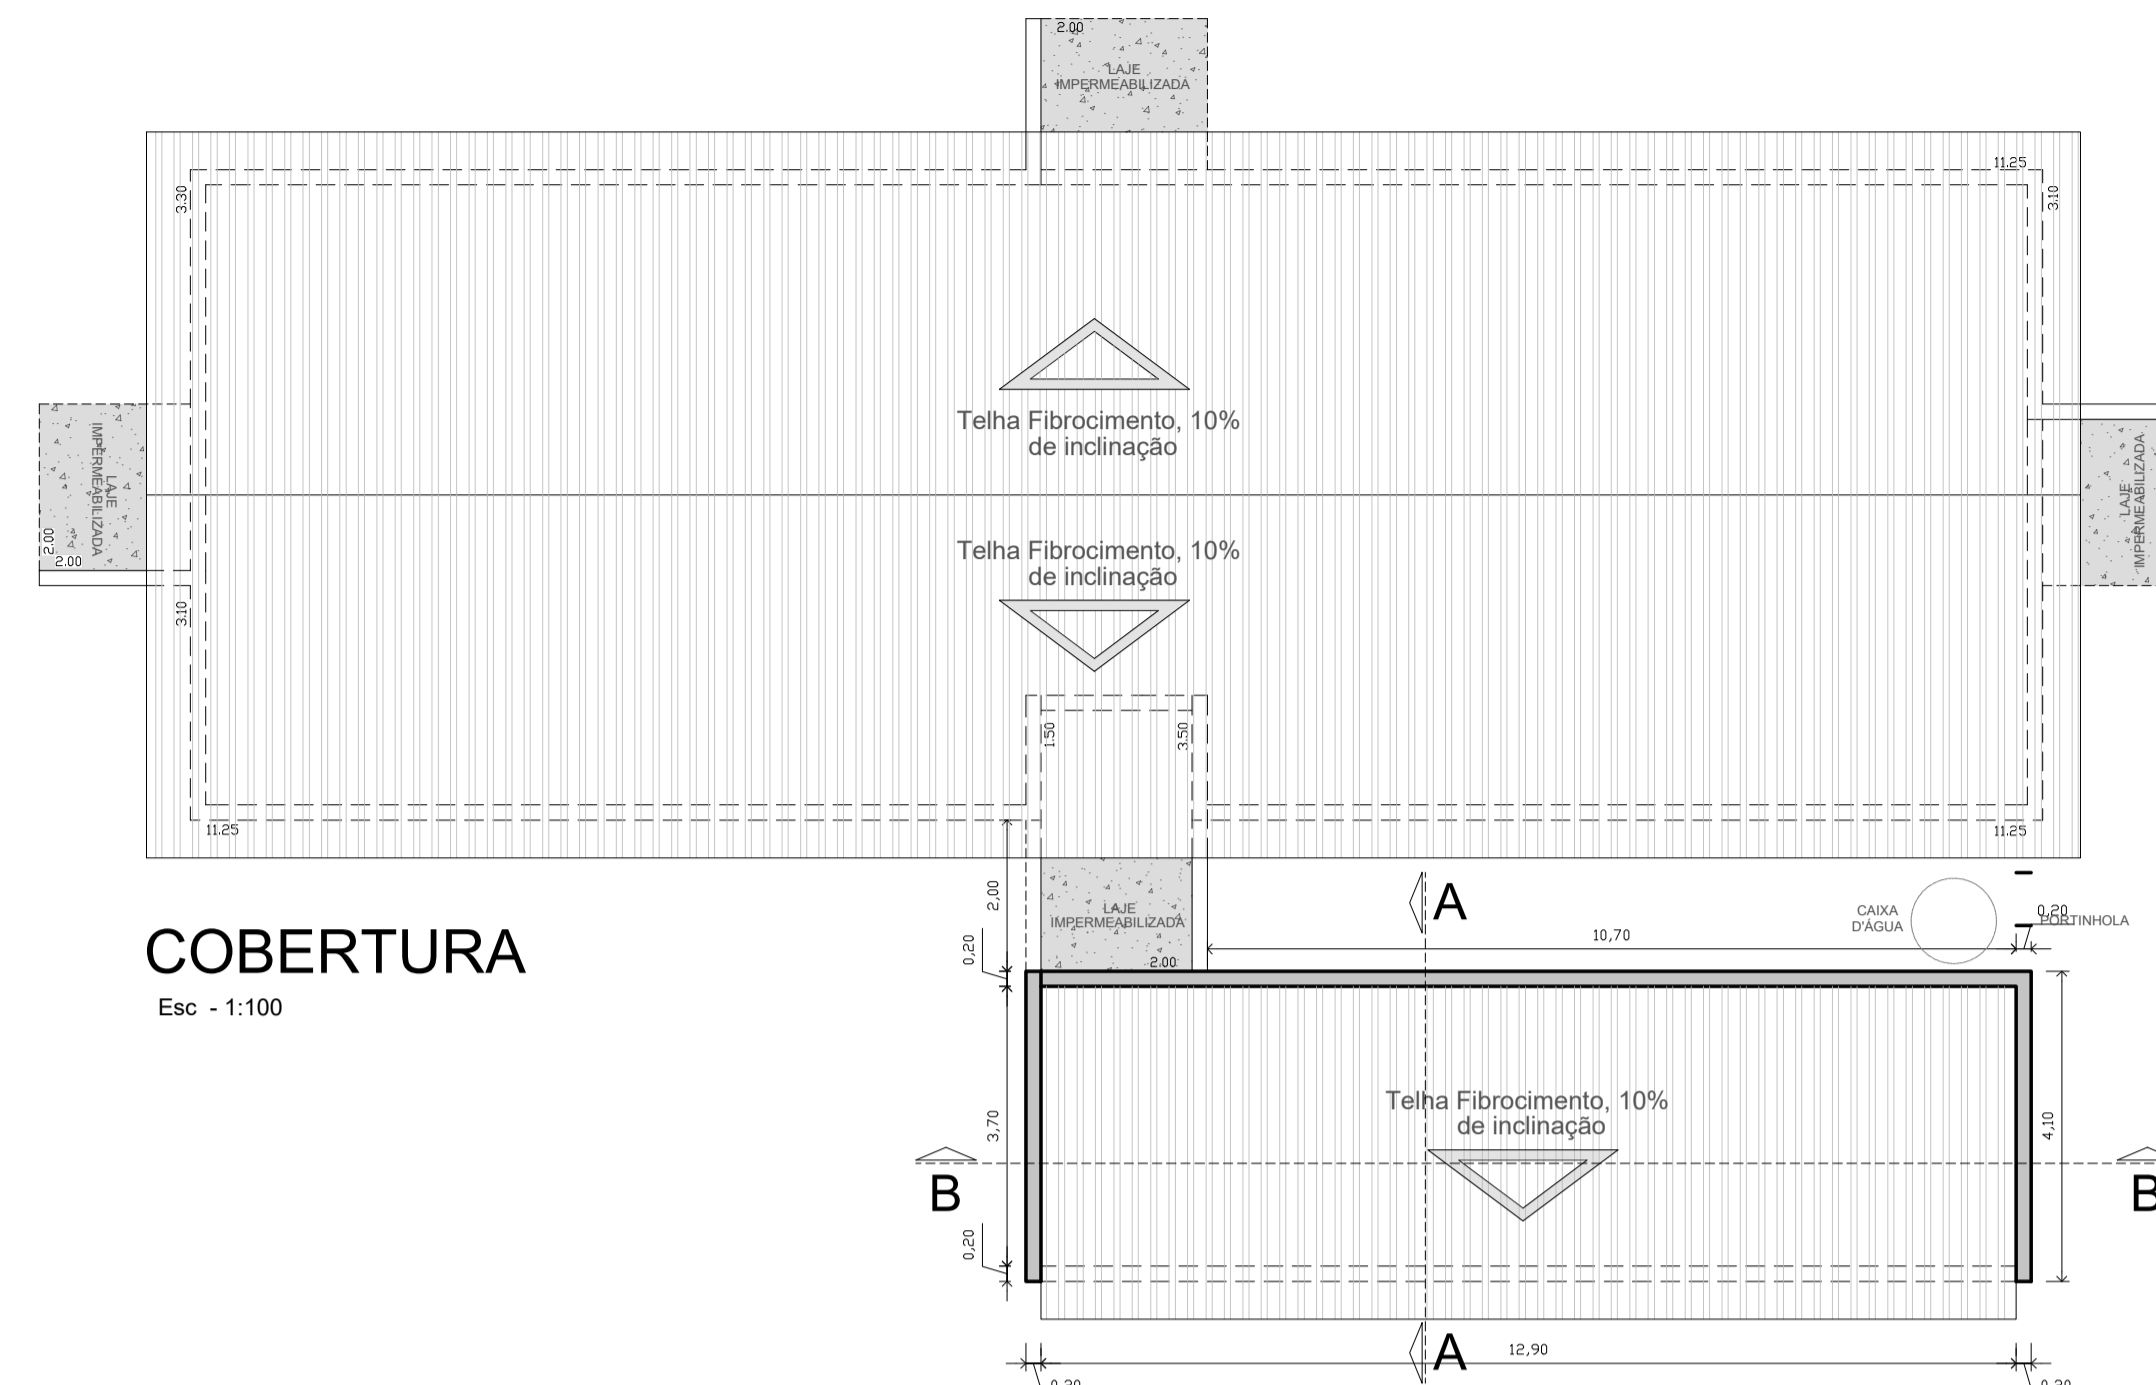 2.00
LAJE
IMPERMEABILIZADA
11.25
3.30
3.10
Telha Fibrocimento, 10%
de inclinação
LAJE
IMPERMEABILIZADA
2.00
2.00
LAJE
IMPERMEABILIZADA
Telha Fibrocimento, 10%
de inclinação
3.10
1.50
3.50
11.25
11.25
2,00
LAJE
IMPERMEABILIZADA
2.00
A
CAIXA
D'ÁGUA
0,20
PORTINHOLA
10,70
0,20
COBERTURA
Esc - 1:100
Telha Fibrocimento, 10%
de inclinação
3,70
4,10
B
B
0,20
A
12,90